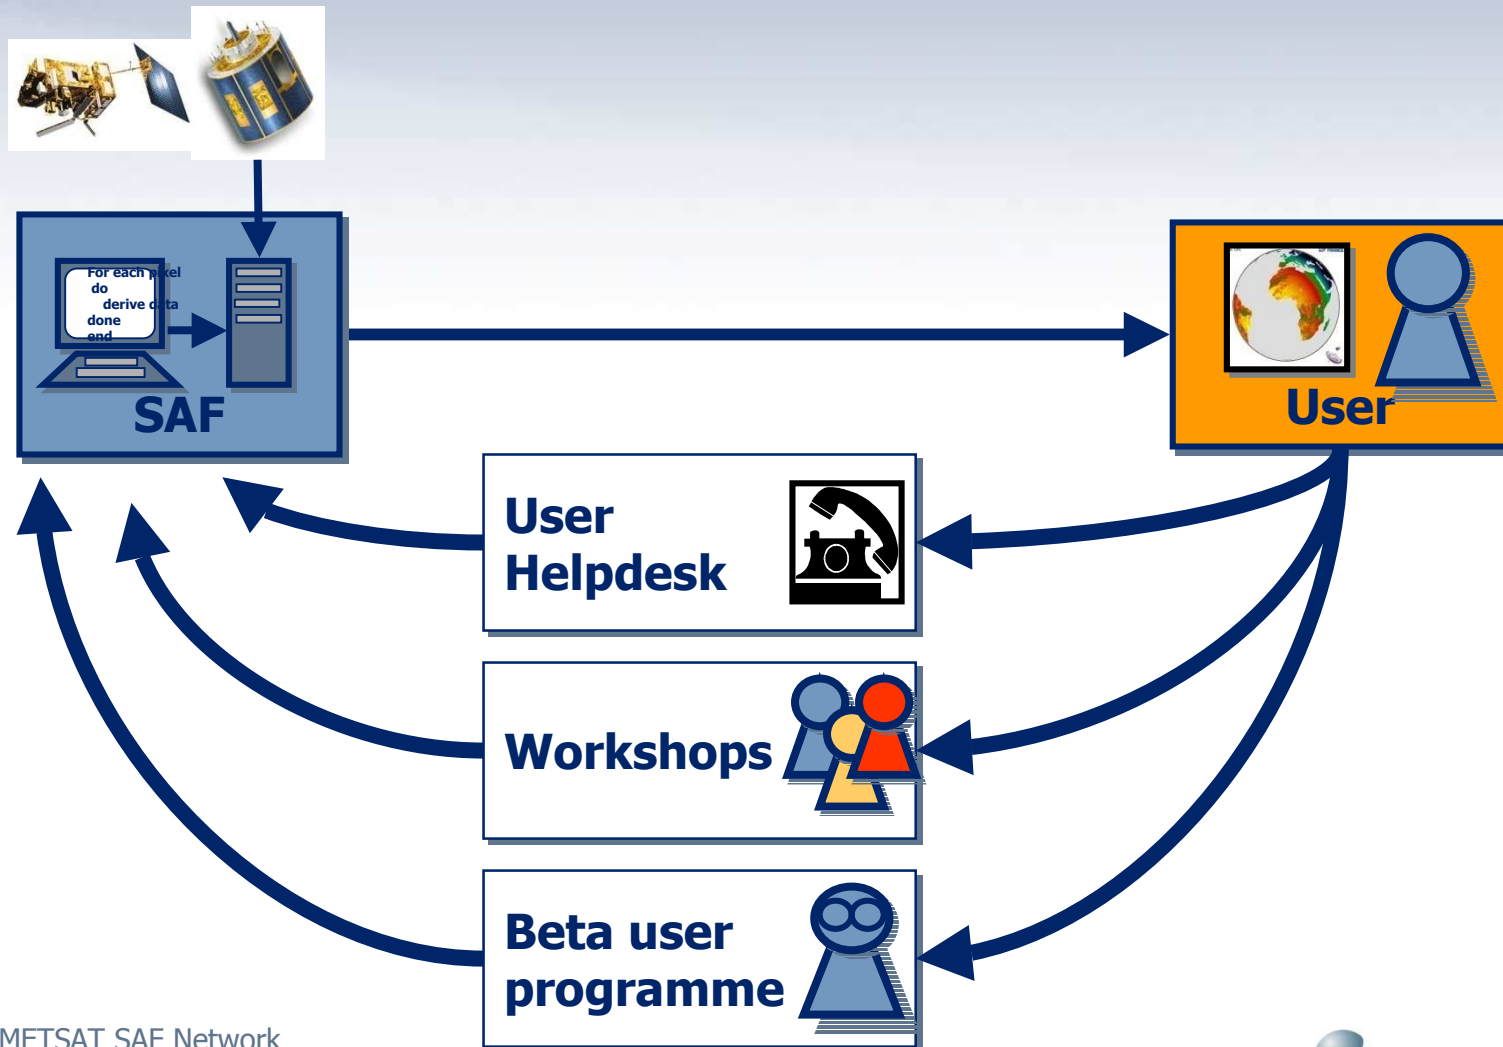 For each pixel
do
derive data
done
end
SAF
User
User
Helpdesk
Workshops
Beta user
programme
METSAT SAF Network